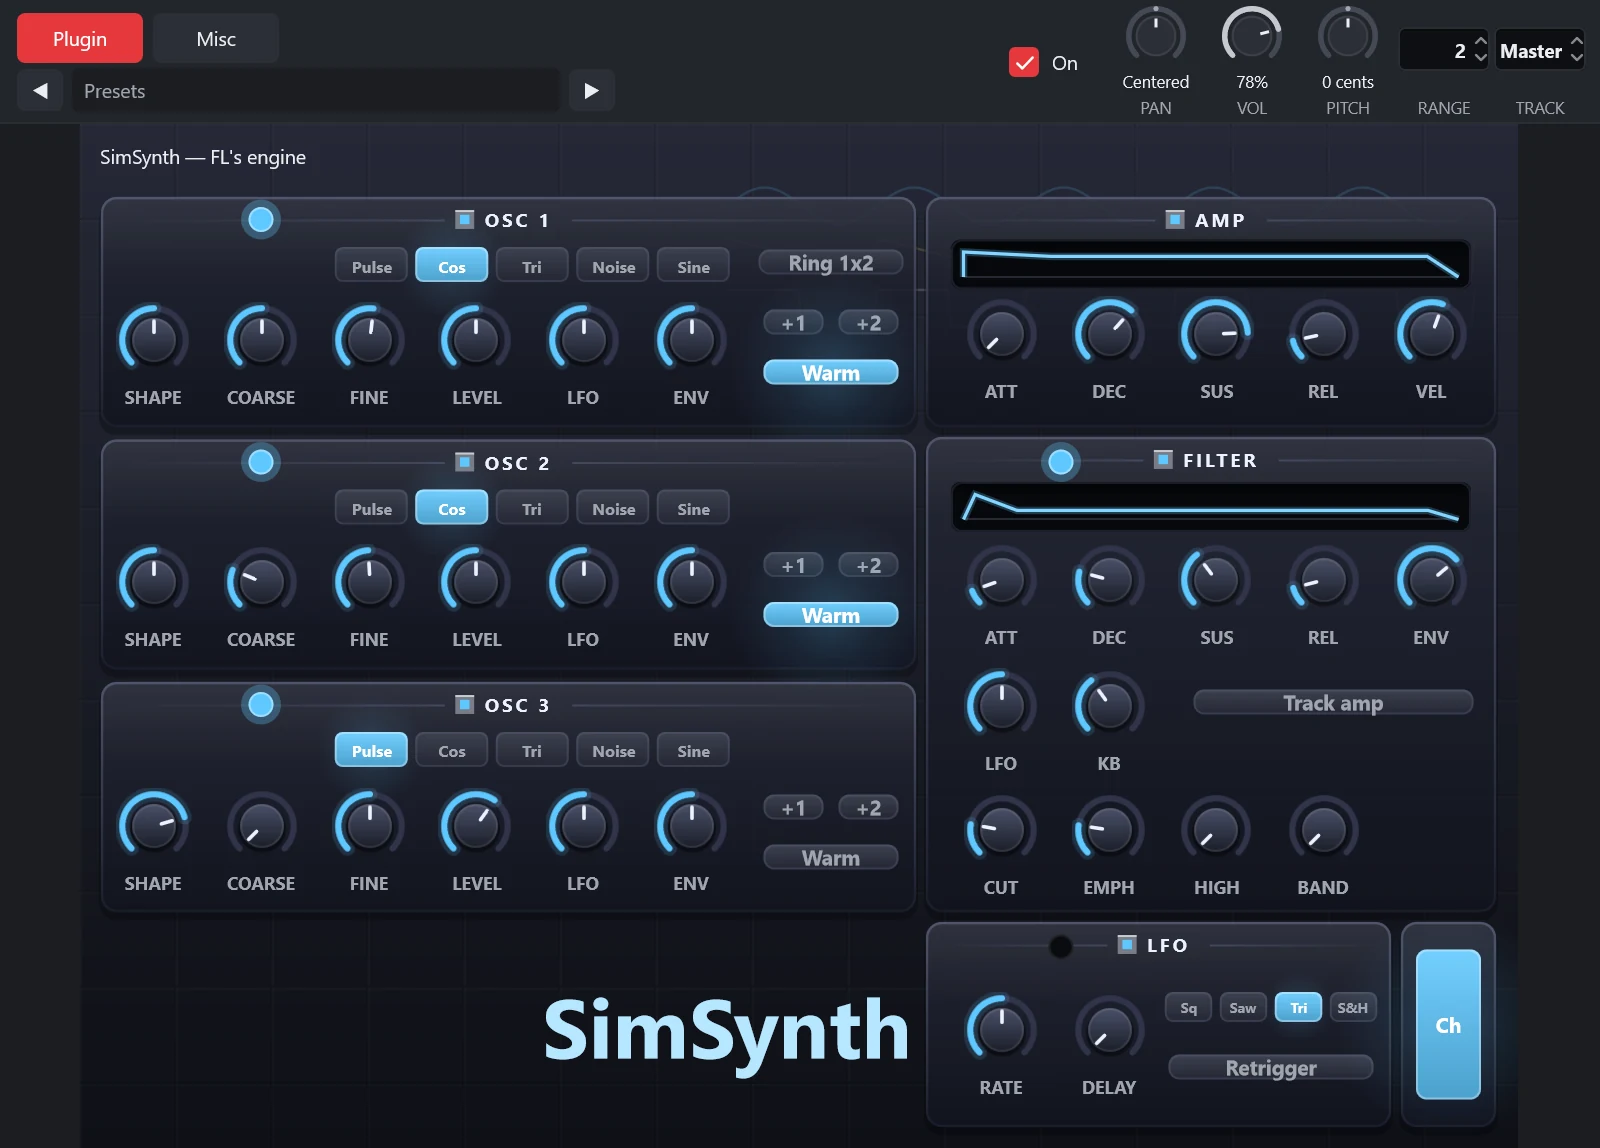 Plugin
Misc
◀
Presets
▶
On
Centered
PAN
78%
VOL
0 cents
PITCH
2
RANGE
Master
TRACK
SimSynth — FL's engine
OSC 1
Pulse
Cos
Tri
Noise
Sine
Ring 1x2
+1
+2
Warm
SHAPE
COARSE
FINE
LEVEL
LFO
ENV
OSC 2
Pulse
Cos
Tri
Noise
Sine
+1
+2
Warm
SHAPE
COARSE
FINE
LEVEL
LFO
ENV
OSC 3
Pulse
Cos
Tri
Noise
Sine
+1
+2
Warm
SHAPE
COARSE
FINE
LEVEL
LFO
ENV
AMP
ATT
DEC
SUS
REL
VEL
FILTER
ATT
DEC
SUS
REL
ENV
LFO
KB
Track amp
CUT
EMPH
HIGH
BAND
LFO
Sq
Saw
Tri
S&H
Retrigger
RATE
DELAY
Ch
SimSynth